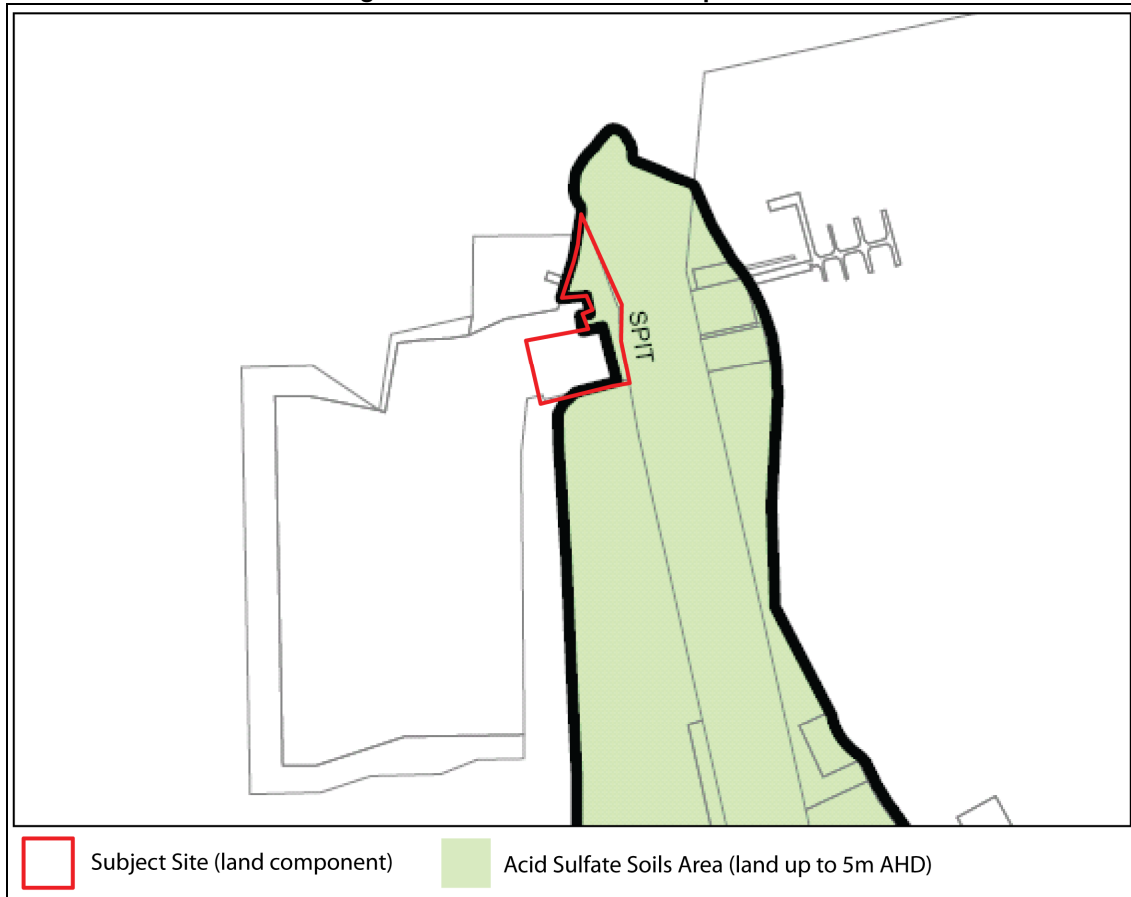 SPIT
Subject Site (land component)
Acid Sulfate Soils Area (land up to 5m AHD)